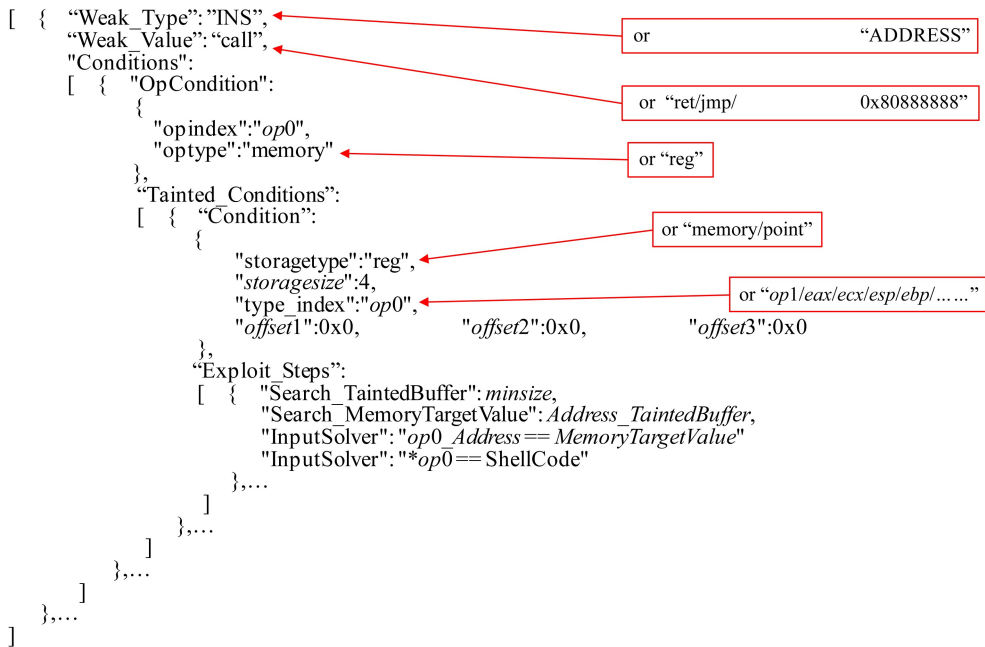 [ { “Weak_Type”: ”INS”,
or “ADDRESS”
“Weak_Value”: “call”,
"Conditions":
[ { "OpCondition":
or “ret/jmp/ 0x80888888”
{
"opindex":"op0",
"optype":"memory"
or “reg”
},
“Tainted_Conditions”:
[ { “Condition”:
or “memory/point”
{
"storagetype":"reg",
"storagesize":4,
"type_index":"op0",
or “op1/eax/ecx/esp/ebp/……”
"offset1":0x0, "offset2":0x0, "offset3":0x0
},
“Exploit_Steps”:
[ { "Search_TaintedBuffer": minsize,
"Search_MemoryTargetValue": Address_TaintedBuffer,
"InputSolver": "op0_Address == MemoryTargetValue"
"InputSolver": "*op0 == ShellCode"
},…
]
},…
]
},…
]
},…
]